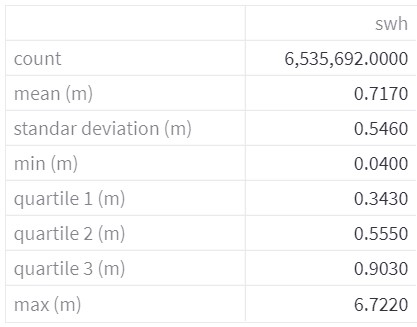 swh
count 6,535,692.0000
mean (m) 0.7170
standar deviation (m) 0.5460
min (m) 0.0400
quartile 1 (m) 0.3430
quartile 2 (m) 0.5550
quartile 3 (m) 0.9030
max (m) 6.7220